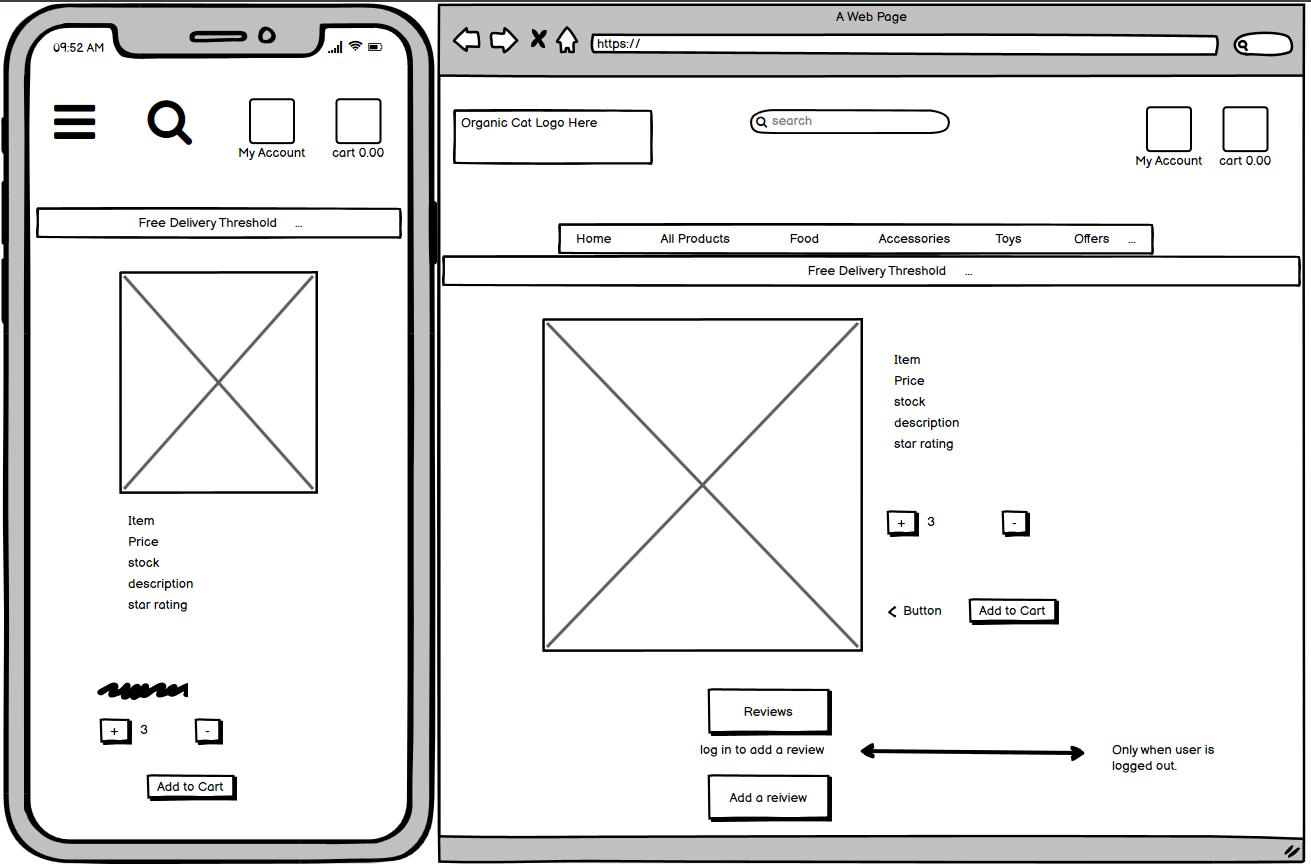 09:52 AM
My Account
cart 0.00
Free Delivery Threshold ...
Item
Price
stock
description
star rating
+ 3 -
Add to Cart
A Web Page
https://
Organic Cat Logo Here
search
My Account
cart 0.00
Home All Products Food Accessories Toys Offers ...
Free Delivery Threshold ...
Item
Price
stock
description
star rating
+ 3 -
< Button
Add to Cart
Reviews
log in to add a review
Only when user is
logged out.
Add a reiview